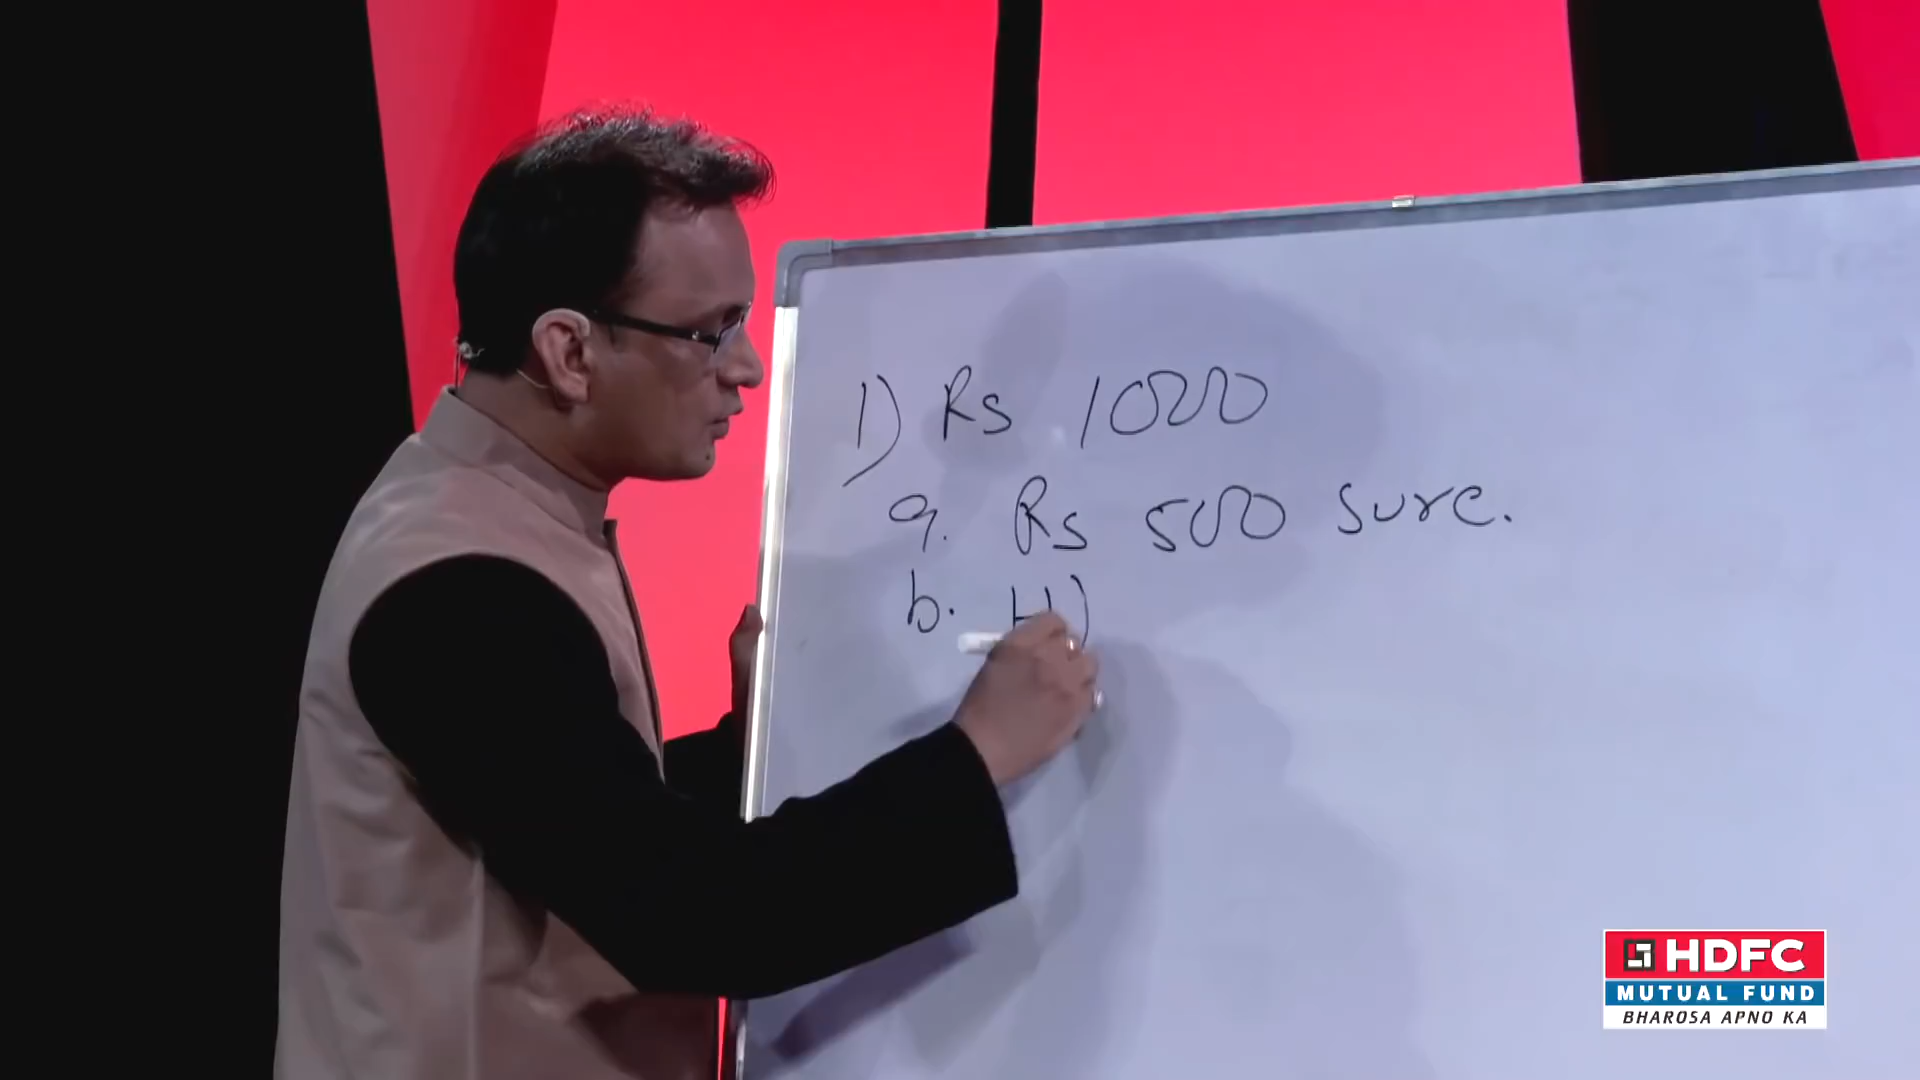 1) Rs 1000
a. Rs 500 sure.
b. H)
HDFC
MUTUAL FUND
BHAROSA APNO KA